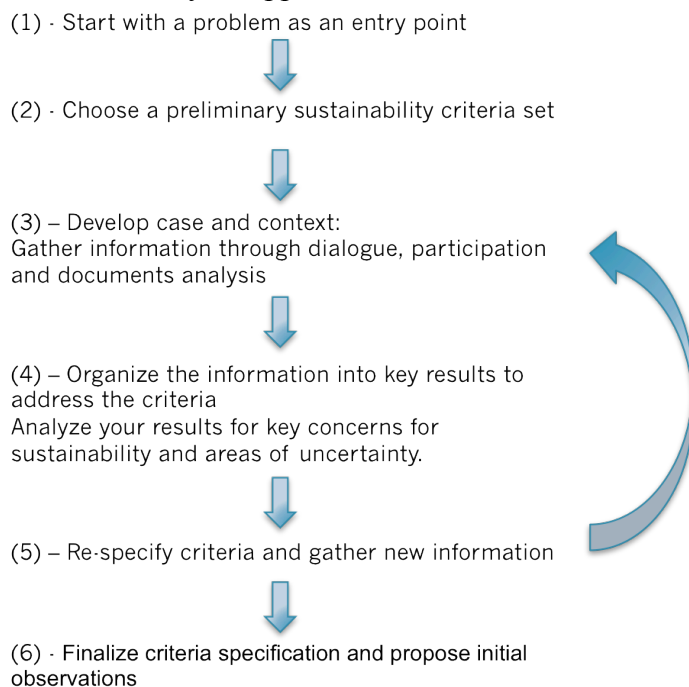 (1) - Start with a problem as an entry point
(2) - Choose a preliminary sustainability criteria set
(3) – Develop case and context:
Gather information through dialogue, participation
and documents analysis
(4) – Organize the information into key results to
address the criteria
Analyze your results for key concerns for
sustainability and areas of uncertainty.
(5) – Re-specify criteria and gather new information
(6) - Finalize criteria specification and propose initial
observations